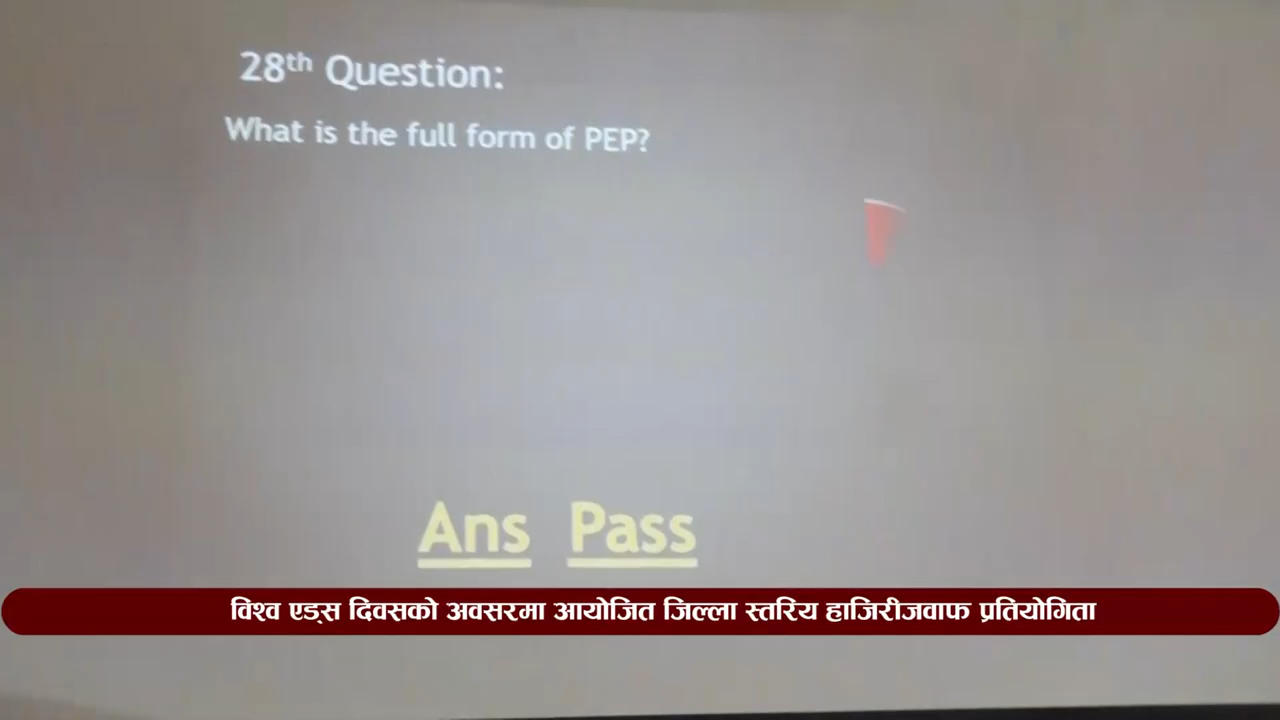 28th Question:
What is the full form of PEP?
Ans Pass
विश्व एड्स दिवसको अवसरमा आयोजित जिल्ला स्तरिय हाजिरीजवाफ प्रतियोगिता